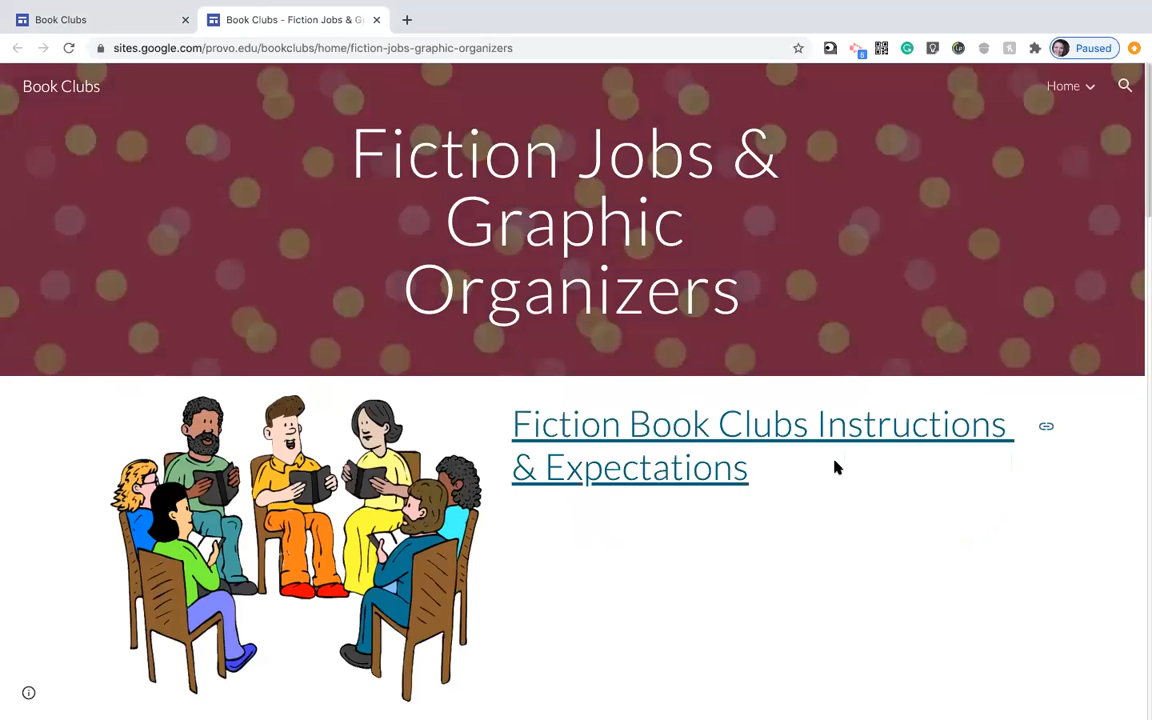 Book Clubs
Book Clubs - Fiction Jobs & G
sites.google.com/provo.edu/bookclubs/home/fiction-jobs-graphic-organizers
6
Paused
Book Clubs
Home
Fiction Jobs &
Graphic
Organizers
Fiction Book Clubs Instructions
& Expectations